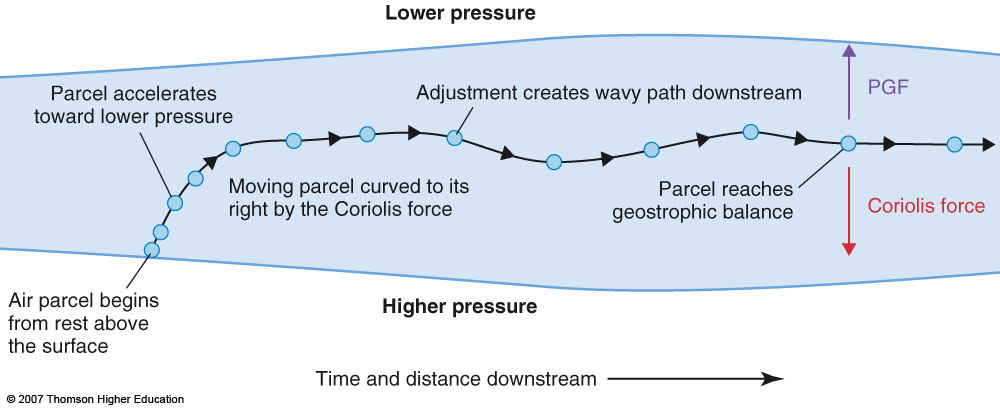 Lower pressure
Parcel accelerates
toward lower pressure
Adjustment creates wavy path downstream
PGF
Moving parcel curved to its
right by the Coriolis force
Parcel reaches
geostrophic balance
Coriolis force
Air parcel begins
from rest above
the surface
Higher pressure
Time and distance downstream
© 2007 Thomson Higher Education